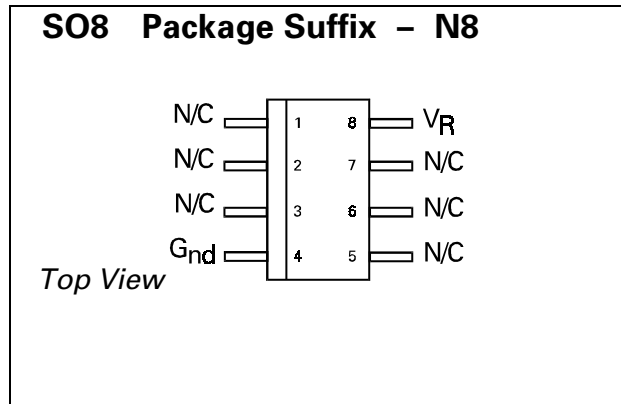 SO8 Package Suffix – N8
N/C 1 8 VR
N/C 2 7 N/C
N/C 3 6 N/C
Gnd 4 5 N/C
Top View